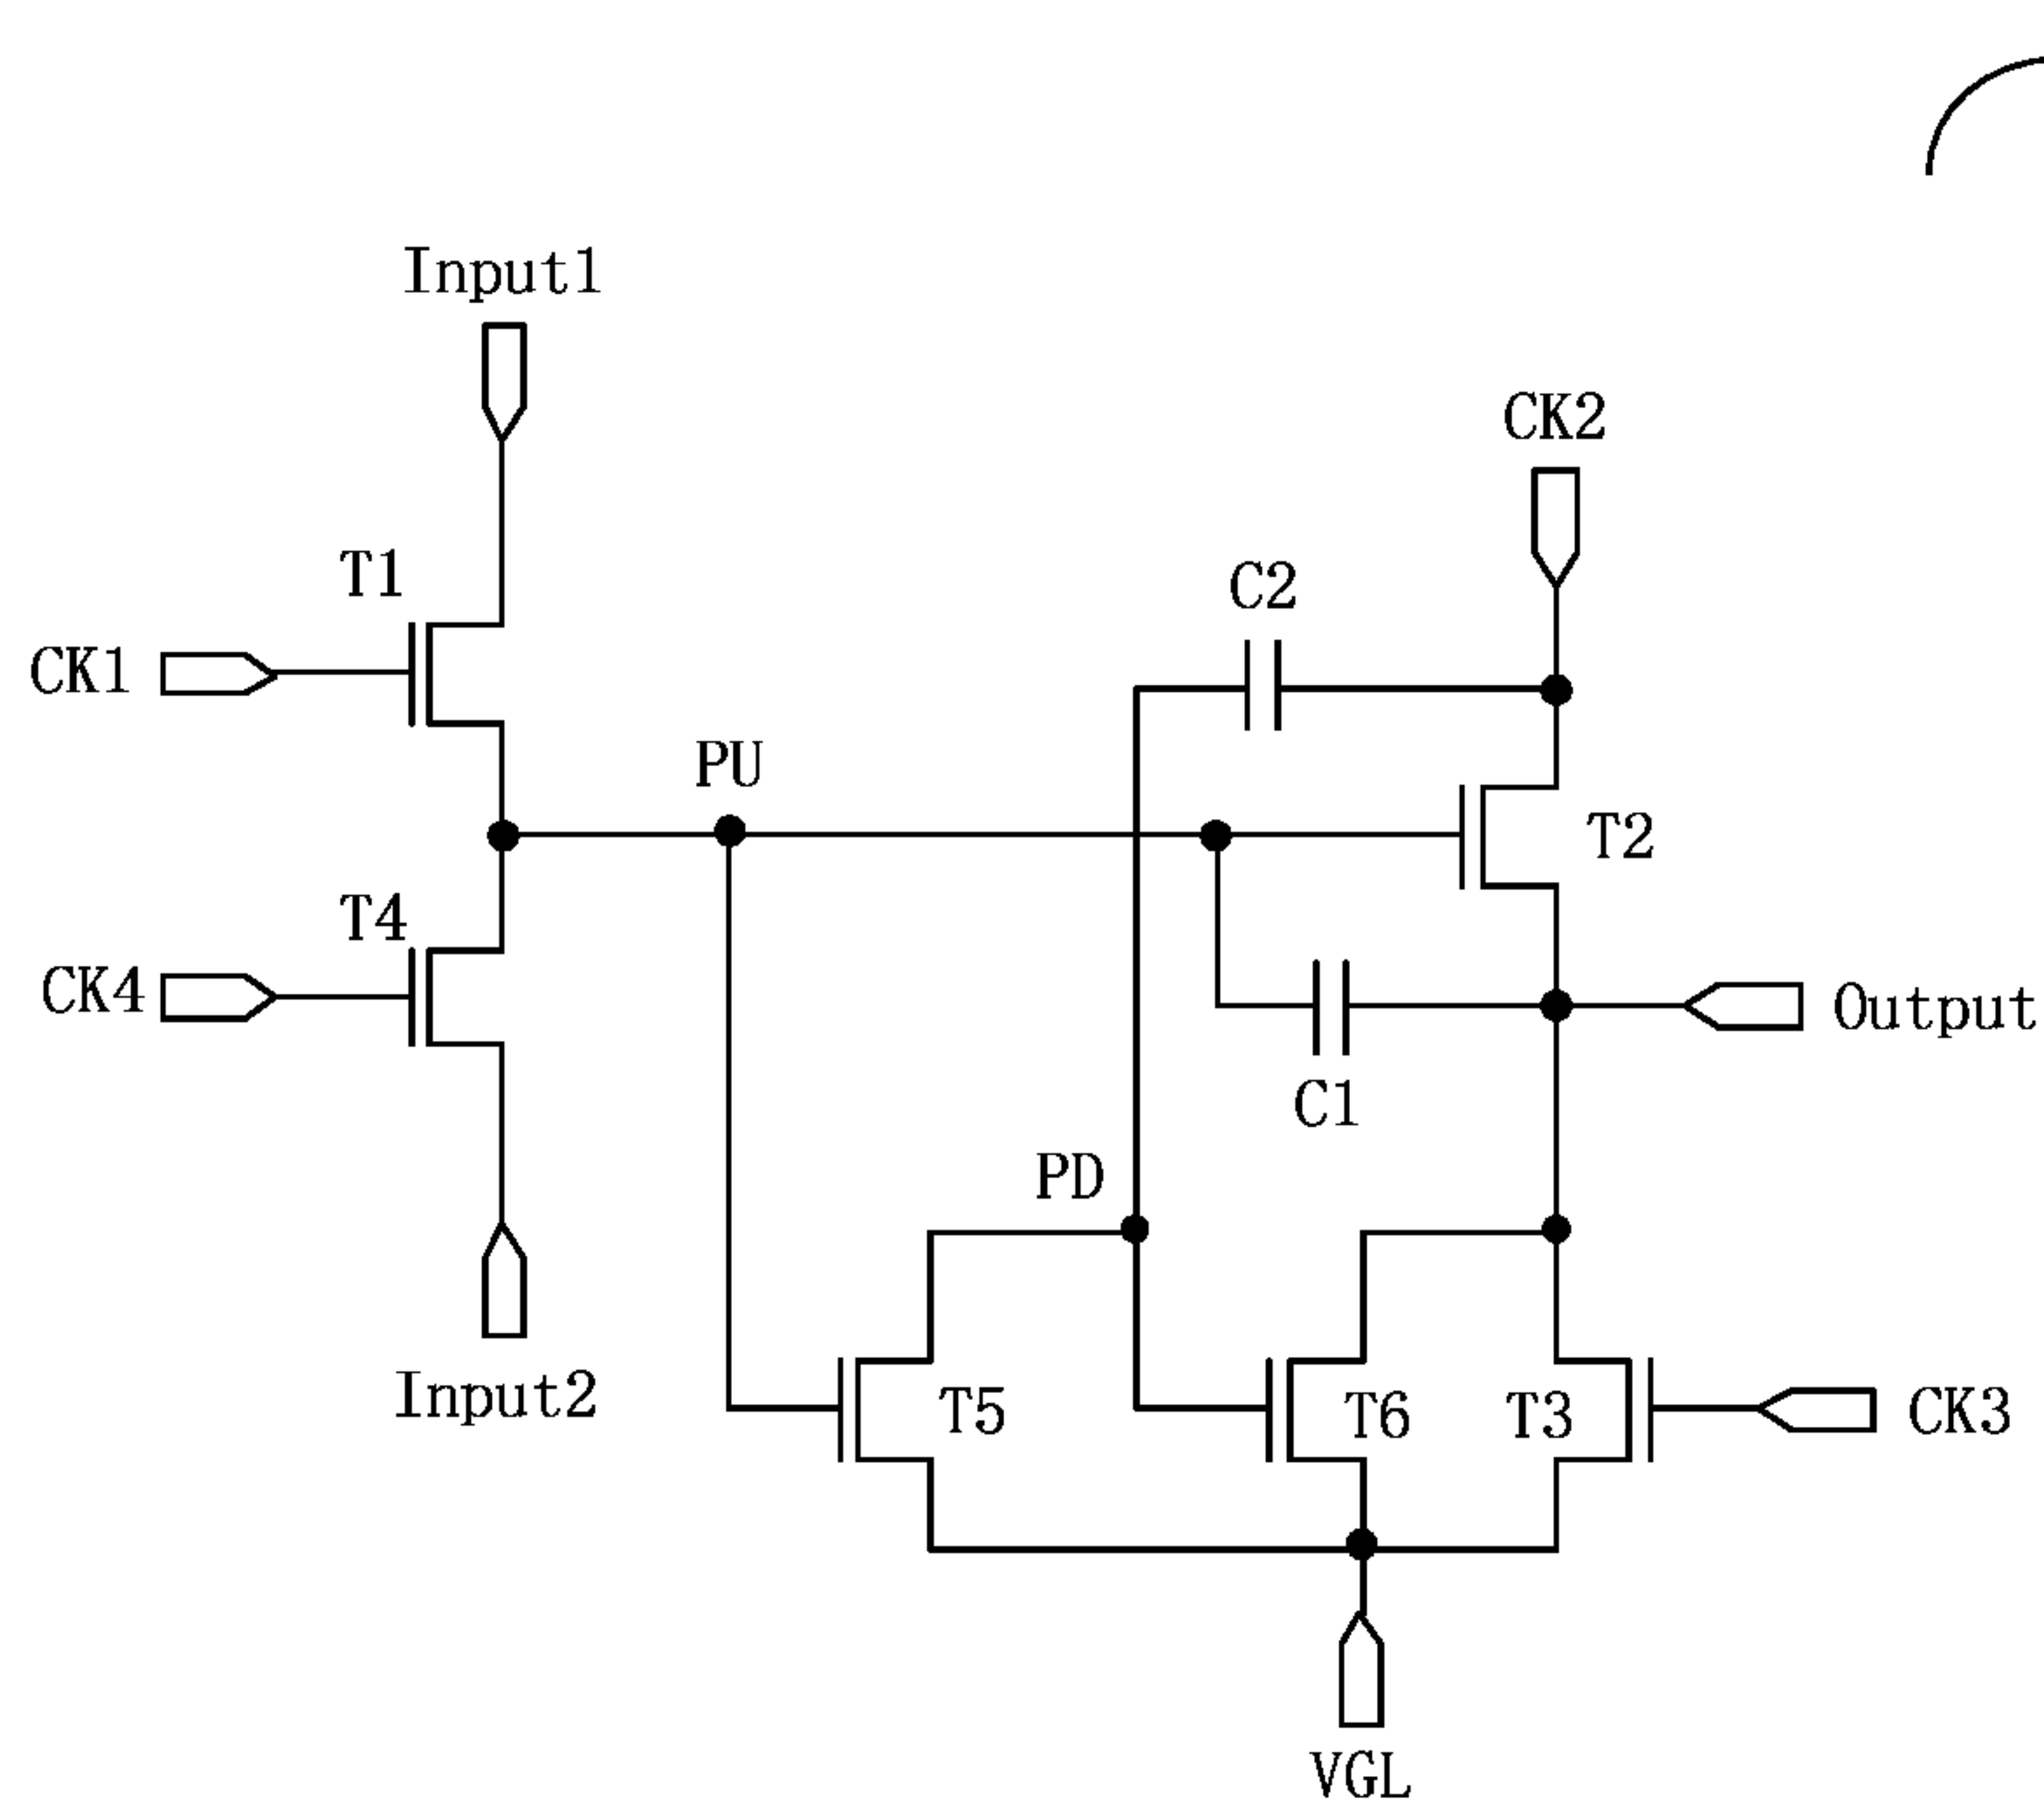 Input1
CK2
C2
T1
CK1
PU
T2
T4
CK4
Output
C1
PD
Input2
T5
T6
T3
CK3
VGL